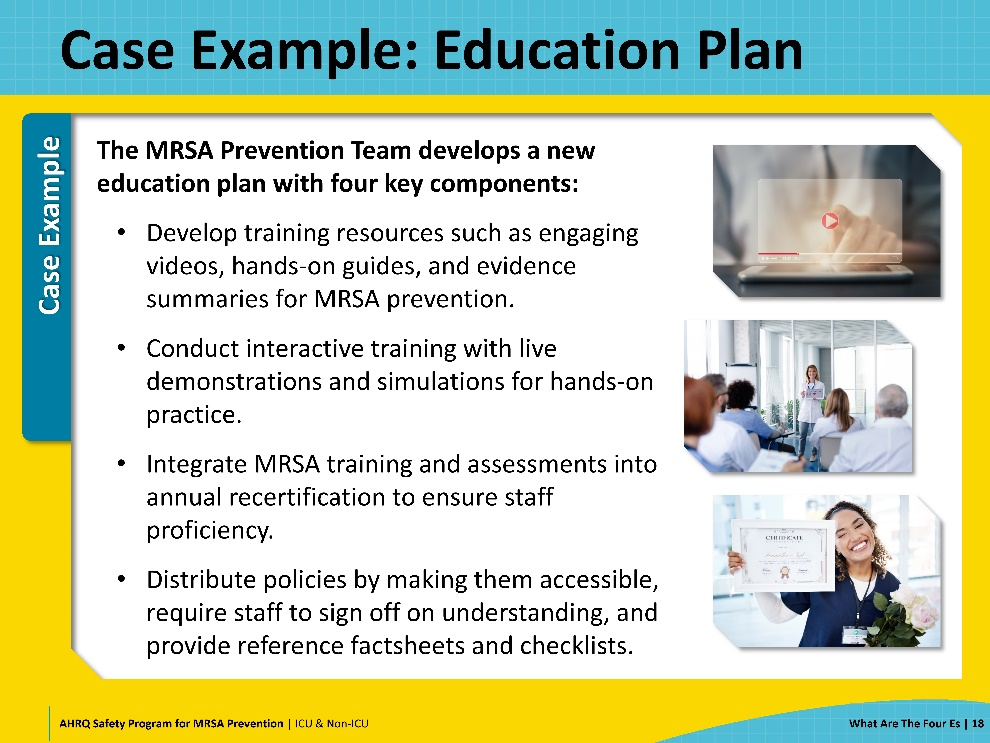 Case Example: Education Plan
Case Example
The MRSA Prevention Team develops a new
education plan with four key components:
• Develop training resources such as engaging
videos, hands-on guides, and evidence
summaries for MRSA prevention.
• Conduct interactive training with live
demonstrations and simulations for hands-on
practice.
• Integrate MRSA training and assessments into
annual recertification to ensure staff
proficiency.
• Distribute policies by making them accessible,
require staff to sign off on understanding, and
provide reference factsheets and checklists.
CERTIFICATE
AHRQ Safety Program for MRSA Prevention | ICU & Non-ICU
What Are The Four Es | 18